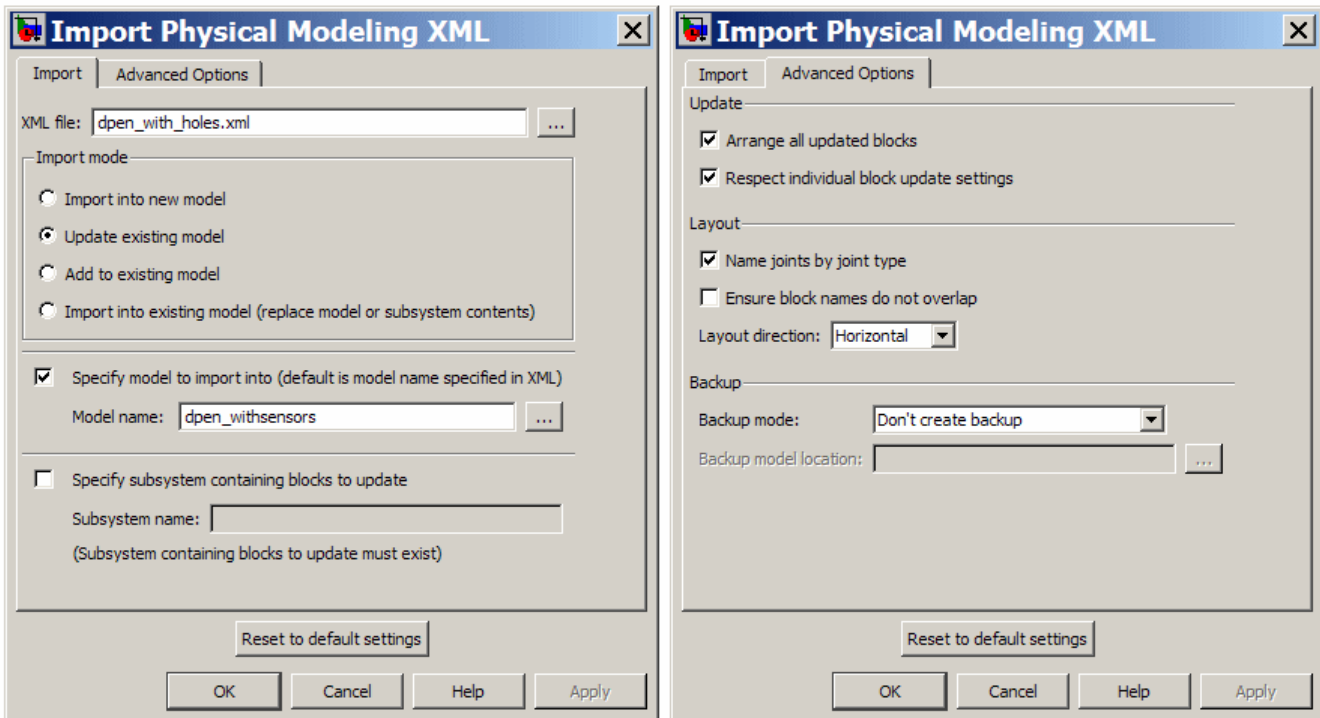 Import Physical Modeling XML
Import
Advanced Options
XML file:
dpen_with_holes.xml
...
Import mode
Import into new model
Update existing model
Add to existing model
Import into existing model (replace model or subsystem contents)
Specify model to import into (default is model name specified in XML)
Model name:
dpen_withsensors
...
Specify subsystem containing blocks to update
Subsystem name:
(Subsystem containing blocks to update must exist)
Reset to default settings
OK
Cancel
Help
Apply
Import Physical Modeling XML
Import
Advanced Options
Update
Arrange all updated blocks
Respect individual block update settings
Layout
Name joints by joint type
Ensure block names do not overlap
Layout direction:
Horizontal
Backup
Backup mode:
Don't create backup
Backup model location:
...
Reset to default settings
OK
Cancel
Help
Apply